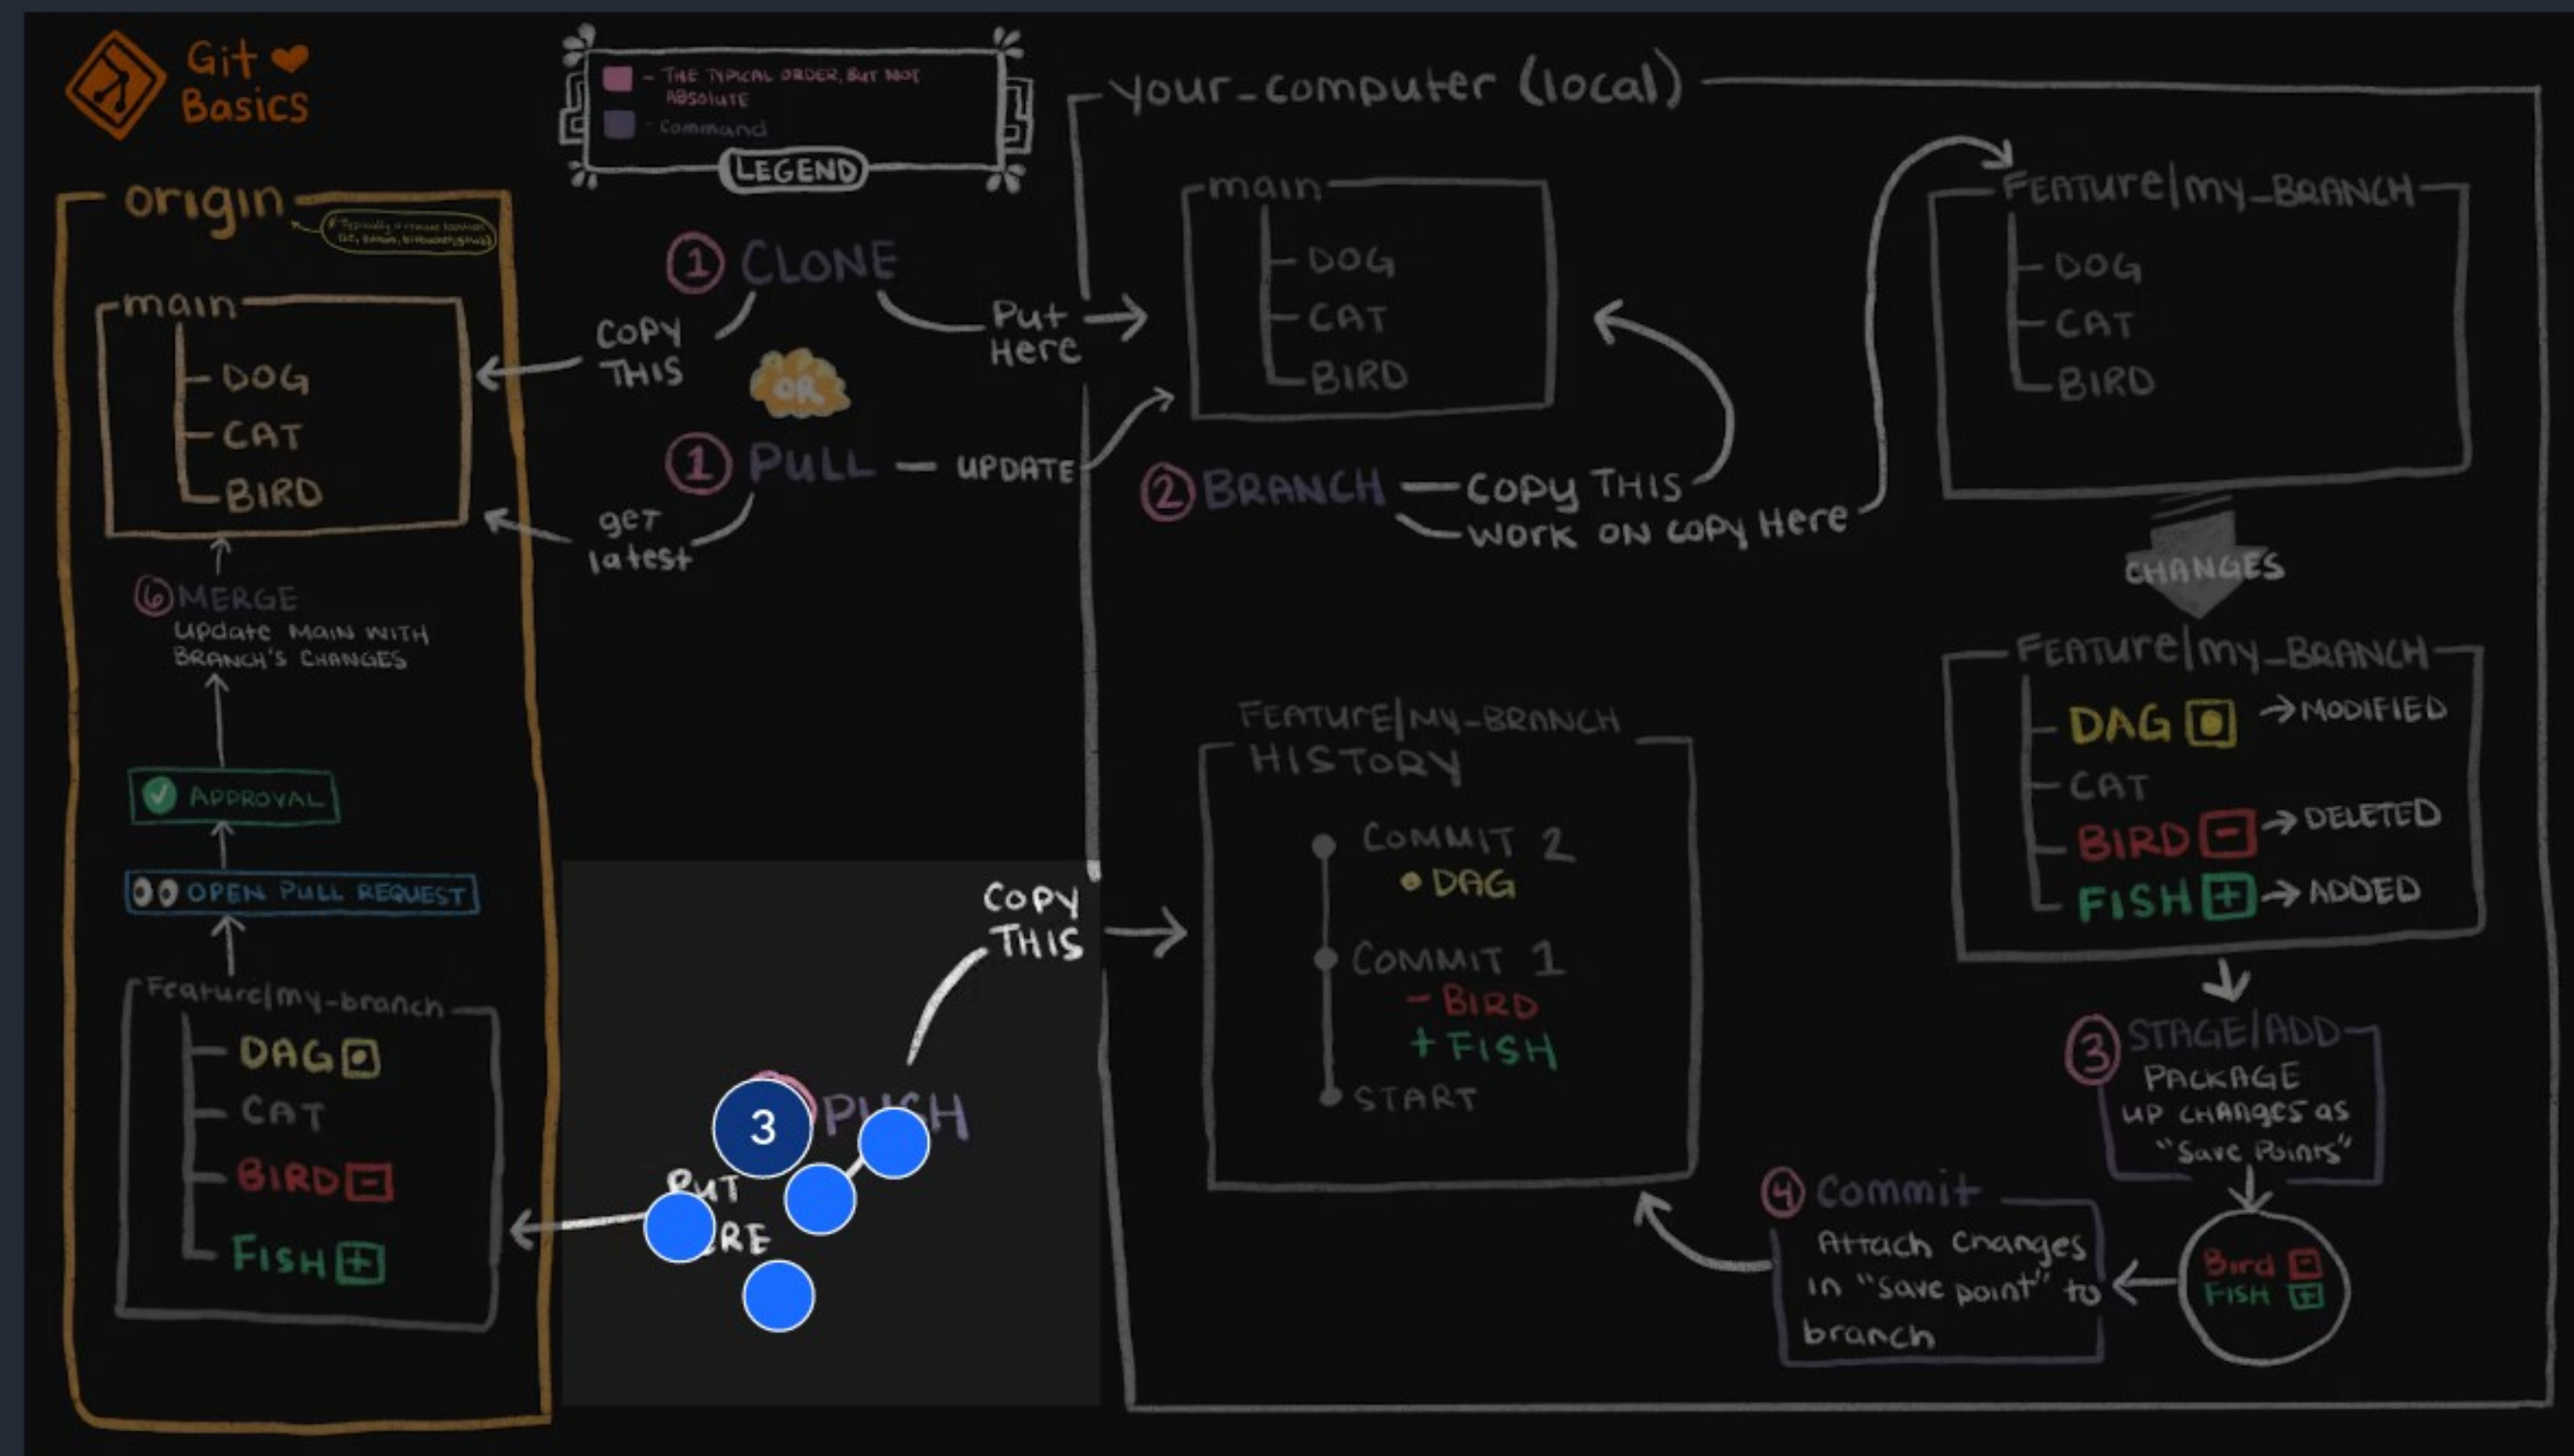 Git
Basics
- THE TYPICAL ORDER, BUT NOT
ABSOLUTE
- Command
LEGEND
origin
main
DOG
CAT
BIRD
6 MERGE
update MAIN WITH
BRANCH'S CHANGES
APPROVAL
OPEN PULL REQUEST
Feature/my-branch
DAG
CAT
BIRD -
FISH +
1 CLONE
COPY
THIS
Put
Here
OR
1 PULL — UPDATE
get
latest
COPY
THIS
3
PUSH
PUT
your_computer (local)
main
DOG
CAT
BIRD
2 BRANCH — COPY THIS
WORK ON COPY Here
FEATURE/my_BRANCH
DOG
CAT
BIRD
CHANGES
FEATURE/my_BRANCH
DAG → MODIFIED
CAT
BIRD - → DELETED
FISH + → ADDED
3 STAGE/ADD
PACKAGE
UP CHANGES as
"Save Points"
Bird -
FISH +
4 Commit
Attach Changes
in "save point" to
branch
FEATURE/MY-BRANCH
HISTORY
COMMIT 2
• DAG
COMMIT 1
- BIRD
+ FISH
START